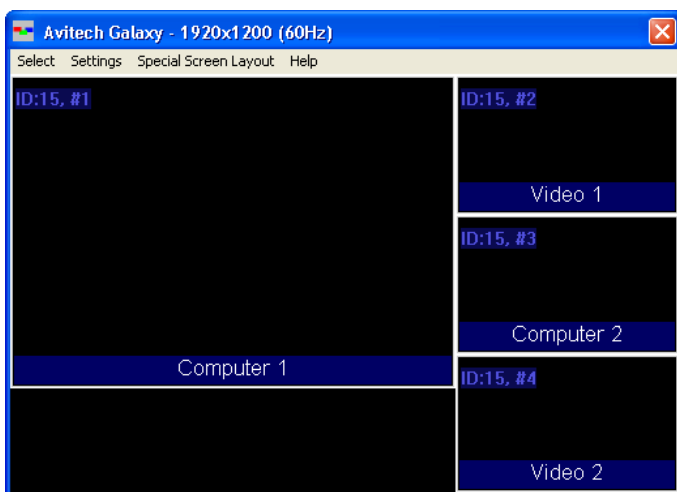 Avitech Galaxy - 1920x1200 (60Hz)
Select Settings Special Screen Layout Help
ID:15, #1
Computer 1
ID:15, #2
Video 1
ID:15, #3
Computer 2
ID:15, #4
Video 2